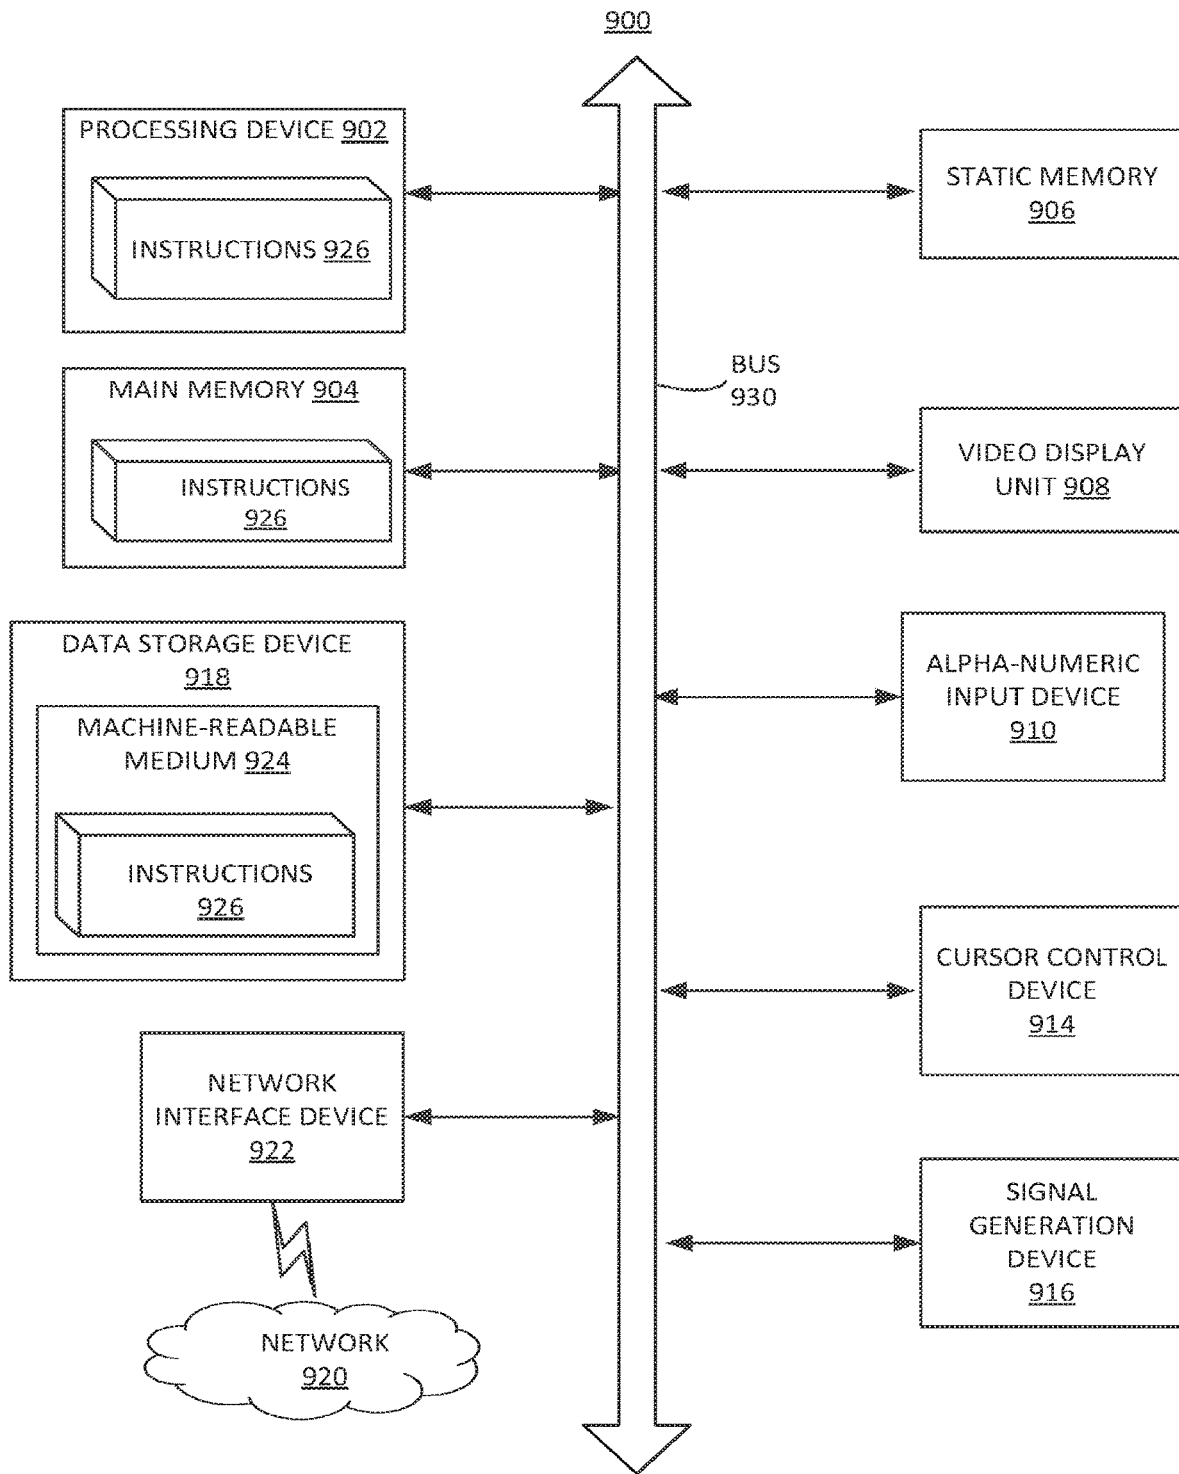 900
PROCESSING DEVICE 902
INSTRUCTIONS 926
MAIN MEMORY 904
INSTRUCTIONS
926
DATA STORAGE DEVICE
918
MACHINE-READABLE
MEDIUM 924
INSTRUCTIONS
926
NETWORK
INTERFACE DEVICE
922
NETWORK
920
BUS
930
STATIC MEMORY
906
VIDEO DISPLAY
UNIT 908
ALPHA-NUMERIC
INPUT DEVICE
910
CURSOR CONTROL
DEVICE
914
SIGNAL
GENERATION
DEVICE
916